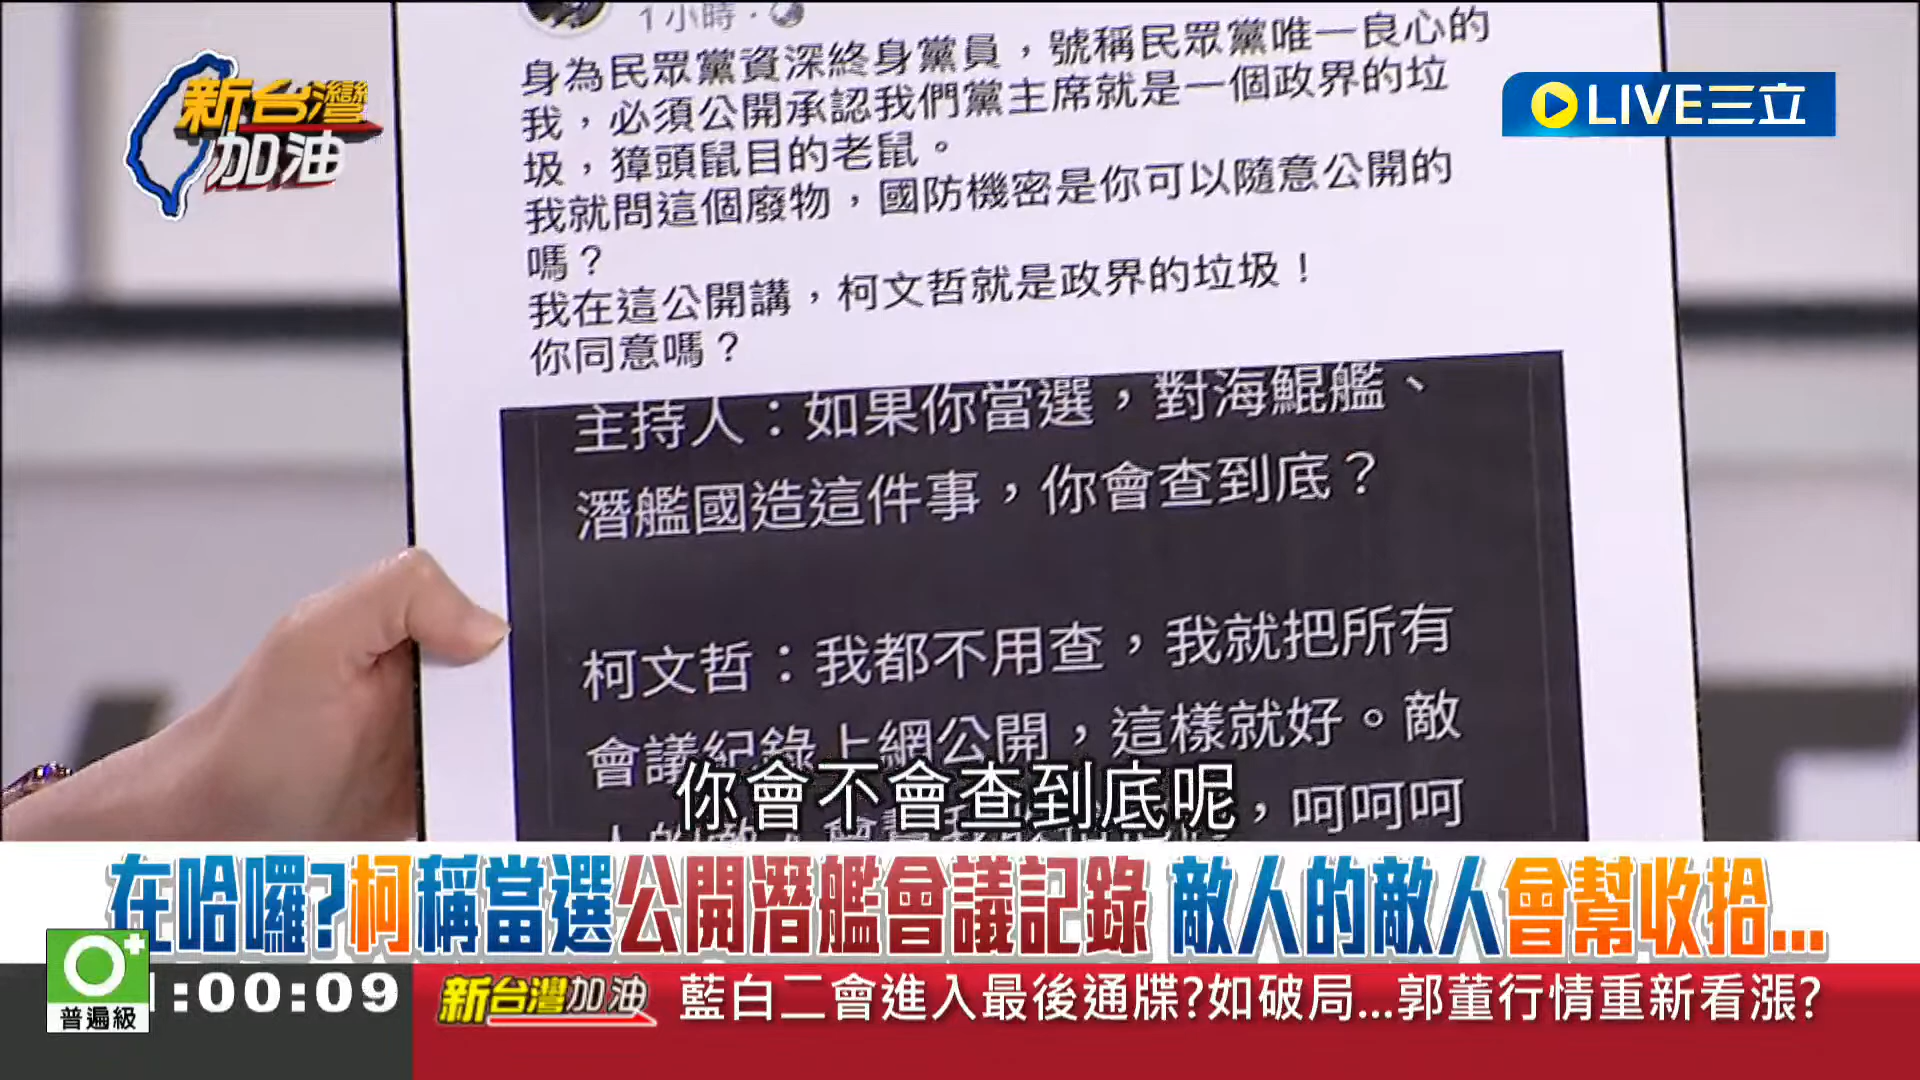 1小時·
身為民眾黨資深終身黨員，號稱民眾黨唯一良心的
我，必須公開承認我們黨主席就是一個政界的垃
圾，獐頭鼠目的老鼠。
我就問這個廢物，國防機密是你可以隨意公開的
嗎？
我在這公開講，柯文哲就是政界的垃圾！
你同意嗎？
主持人：如果你當選，對海鯤艦、
潛艦國造這件事，你會查到底？
柯文哲：我都不用查，我就把所有
會議紀錄上網公開，這樣就好。敵
，呵呵呵
新台灣
加油
LIVE三立
你會不會查到底呢
在哈囉?柯稱當選公開潛艦會議記錄 敵人的敵人會幫收拾...
普遍級
:00:09
新台灣加油
藍白二會進入最後通牒?如破局...郭董行情重新看漲?